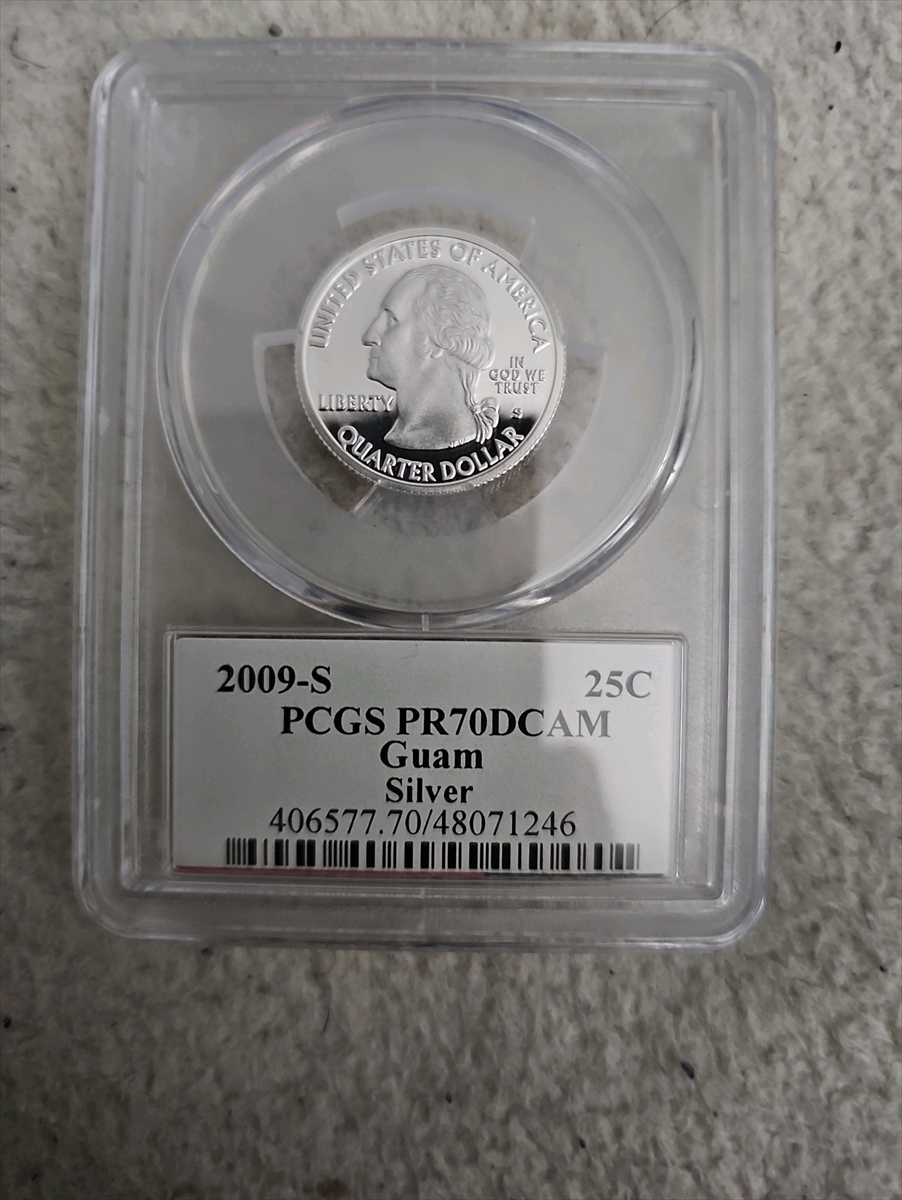 UNITED STATES OF AMERICA
IN
GOD WE
TRUST
LIBERTY
S
QUARTER DOLLAR
2009-S 25C
PCGS PR70DCAM
Guam
Silver
406577.70/48071246